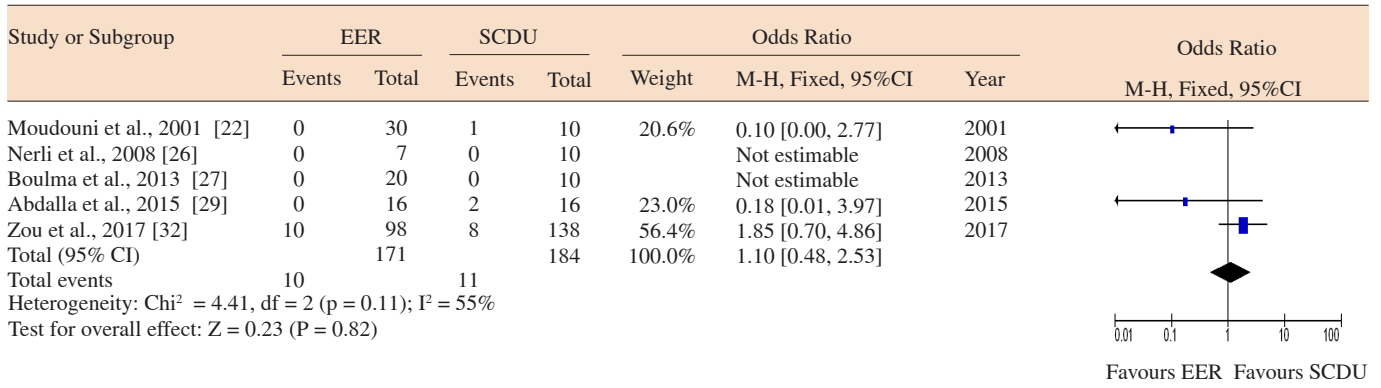 Study or Subgroup EER SCDU Odds Ratio Odds Ratio
Events Total Events Total Weight M-H, Fixed, 95%CI Year M-H, Fixed, 95%CI
Moudouni et al., 2001 [22] 0 30 1 10 20.6% 0.10 [0.00, 2.77] 2001
Nerli et al., 2008 [26] 0 7 0 10 Not estimable 2008
Boulma et al., 2013 [27] 0 20 0 10 Not estimable 2013
Abdalla et al., 2015 [29] 0 16 2 16 23.0% 0.18 [0.01, 3.97] 2015
Zou et al., 2017 [32] 10 98 8 138 56.4% 1.85 [0.70, 4.86] 2017
Total (95% CI) 171 184 100.0% 1.10 [0.48, 2.53]
Total events 10 11
Heterogeneity: Chi² = 4.41, df = 2 (p = 0.11); I² = 55%
Test for overall effect: Z = 0.23 (P = 0.82)
0.01 0.1 1 10 100
Favours EER Favours SCDU